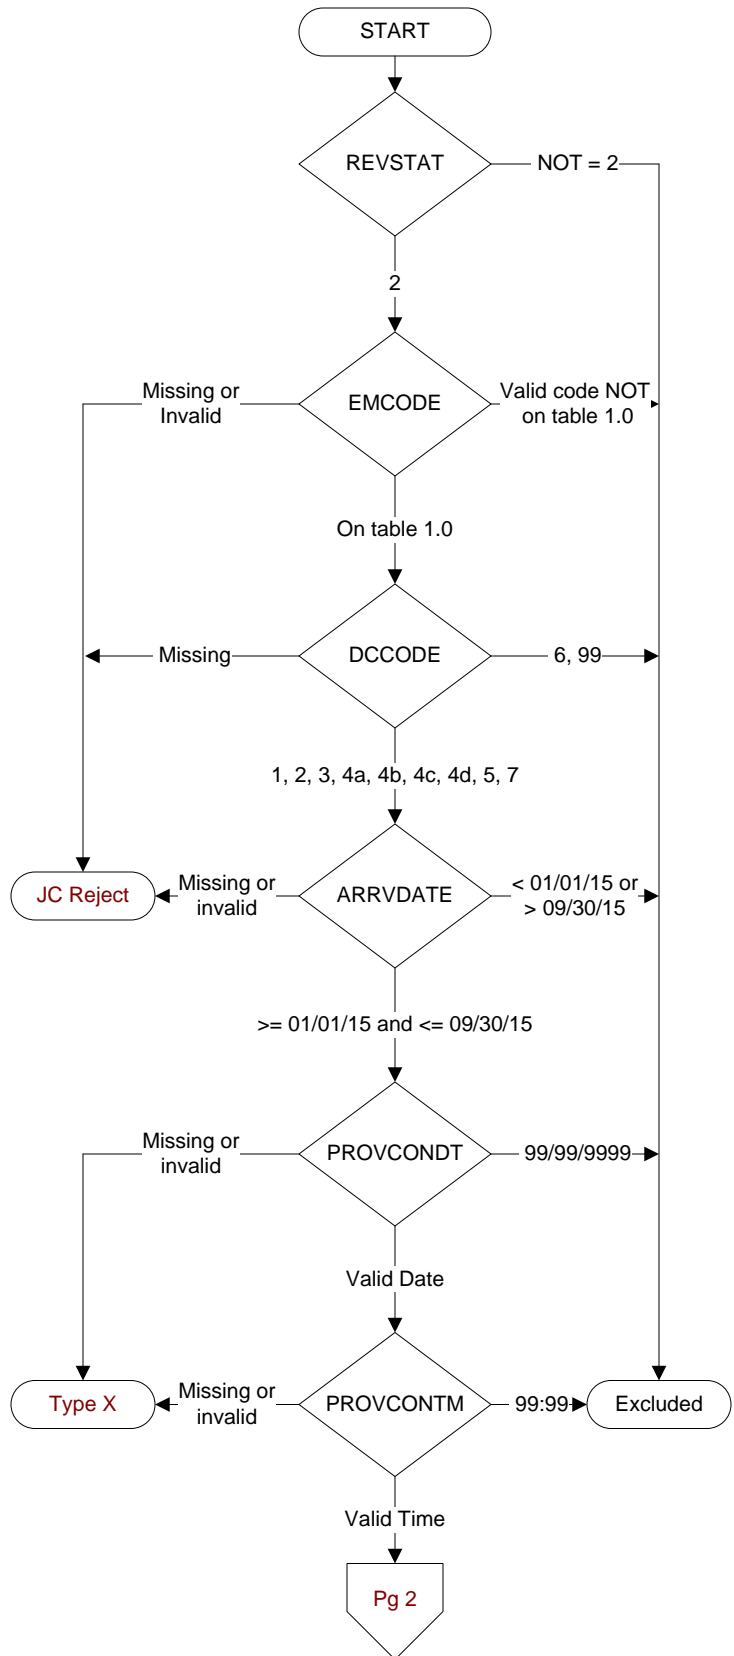 START
REVSTAT
NOT = 2
2
Missing or
Invalid
EMCODE
Valid code NOT
on table 1.0
On table 1.0
Missing
DCCODE
6, 99
1, 2, 3, 4a, 4b, 4c, 4d, 5, 7
JC Reject
Missing or
invalid
ARRVDATE
< 01/01/15 or
> 09/30/15
>= 01/01/15 and <= 09/30/15
Missing or
invalid
PROVCONDT
99/99/9999
Valid Date
Type X
Missing or
invalid
PROVCONTM
99:99
Excluded
Valid Time
Pg 2